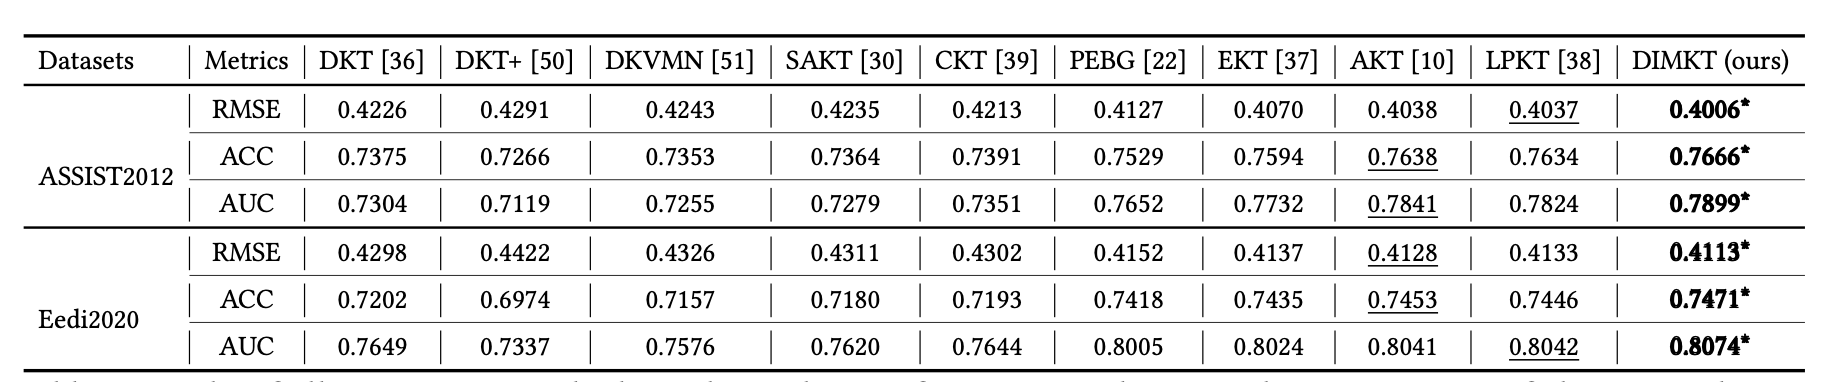 Datasets Metrics DKT [36] DKT+ [50] DKVMN [51] SAKT [30] CKT [39] PEBG [22] EKT [37] AKT [10] LPKT [38] DIMKT (ours)
RMSE 0.4226 0.4291 0.4243 0.4235 0.4213 0.4127 0.4070 0.4038 0.4037 0.4006*
ACC 0.7375 0.7266 0.7353 0.7364 0.7391 0.7529 0.7594 0.7638 0.7634 0.7666*
ASSIST2012
AUC 0.7304 0.7119 0.7255 0.7279 0.7351 0.7652 0.7732 0.7841 0.7824 0.7899*
RMSE 0.4298 0.4422 0.4326 0.4311 0.4302 0.4152 0.4137 0.4128 0.4133 0.4113*
ACC 0.7202 0.6974 0.7157 0.7180 0.7193 0.7418 0.7435 0.7453 0.7446 0.7471*
Eedi2020
AUC 0.7649 0.7337 0.7576 0.7620 0.7644 0.8005 0.8024 0.8041 0.8042 0.8074*